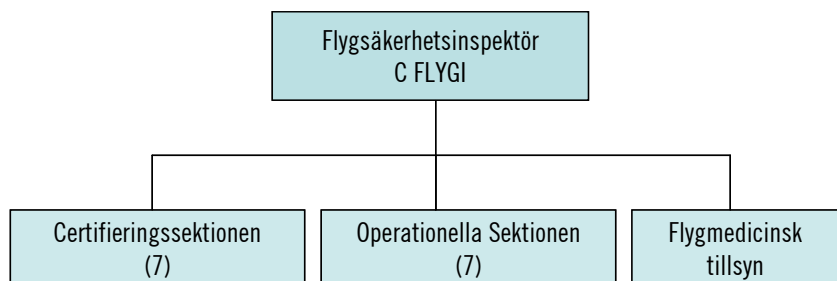 Flygsäkerhetsinspektör
C FLYGI
Certifieringssektionen
(7)
Operationella Sektionen
(7)
Flygmedicinsk
tillsyn